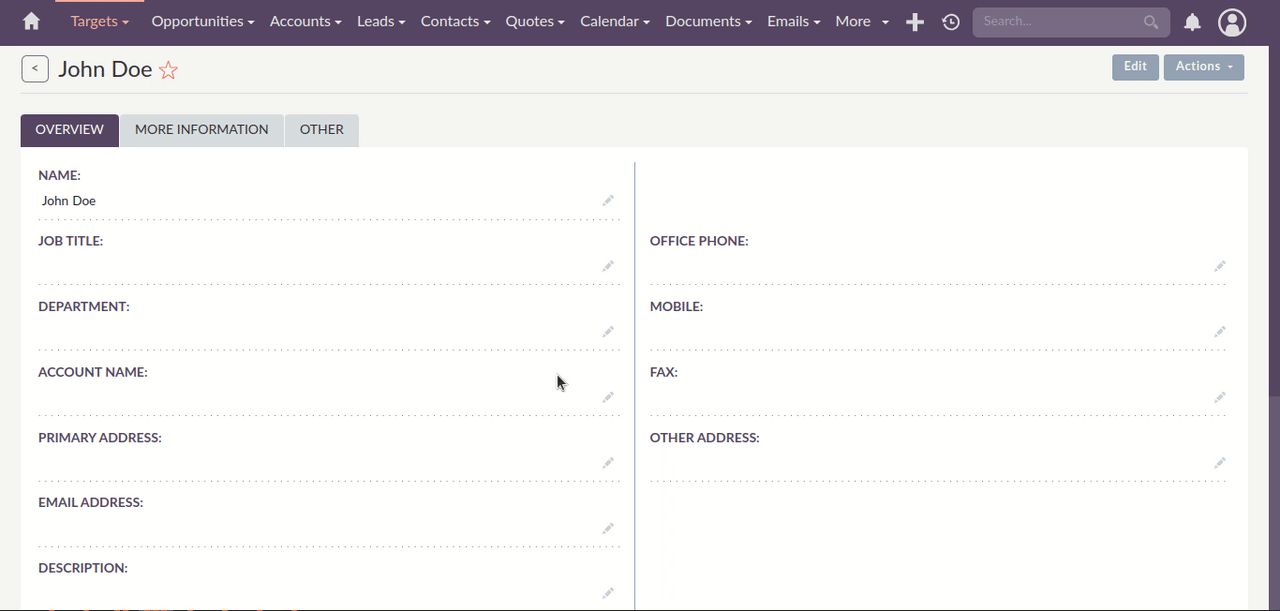 Targets Opportunities Accounts Leads Contacts Quotes Calendar Documents Emails More Search...
< John Doe Edit Actions
OVERVIEW MORE INFORMATION OTHER
NAME:
John Doe
JOB TITLE: OFFICE PHONE:
DEPARTMENT: MOBILE:
ACCOUNT NAME: FAX:
PRIMARY ADDRESS: OTHER ADDRESS:
EMAIL ADDRESS:
DESCRIPTION: